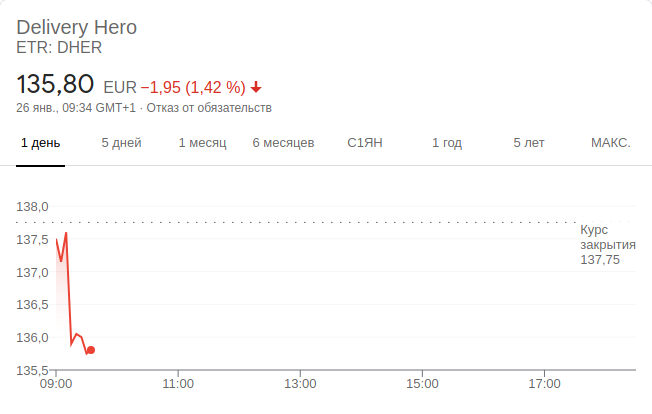 Delivery Hero
ETR: DHER
135,80 EUR −1,95 (1,42 %)
26 янв., 09:34 GMT+1 · Отказ от обязательств
1 день 5 дней 1 месяц 6 месяцев С1ЯН 1 год 5 лет МАКС.
138,0
Курс
137,5
закрытия
137,75
137,0
136,5
136,0
135,5
09:00 11:00 13:00 15:00 17:00